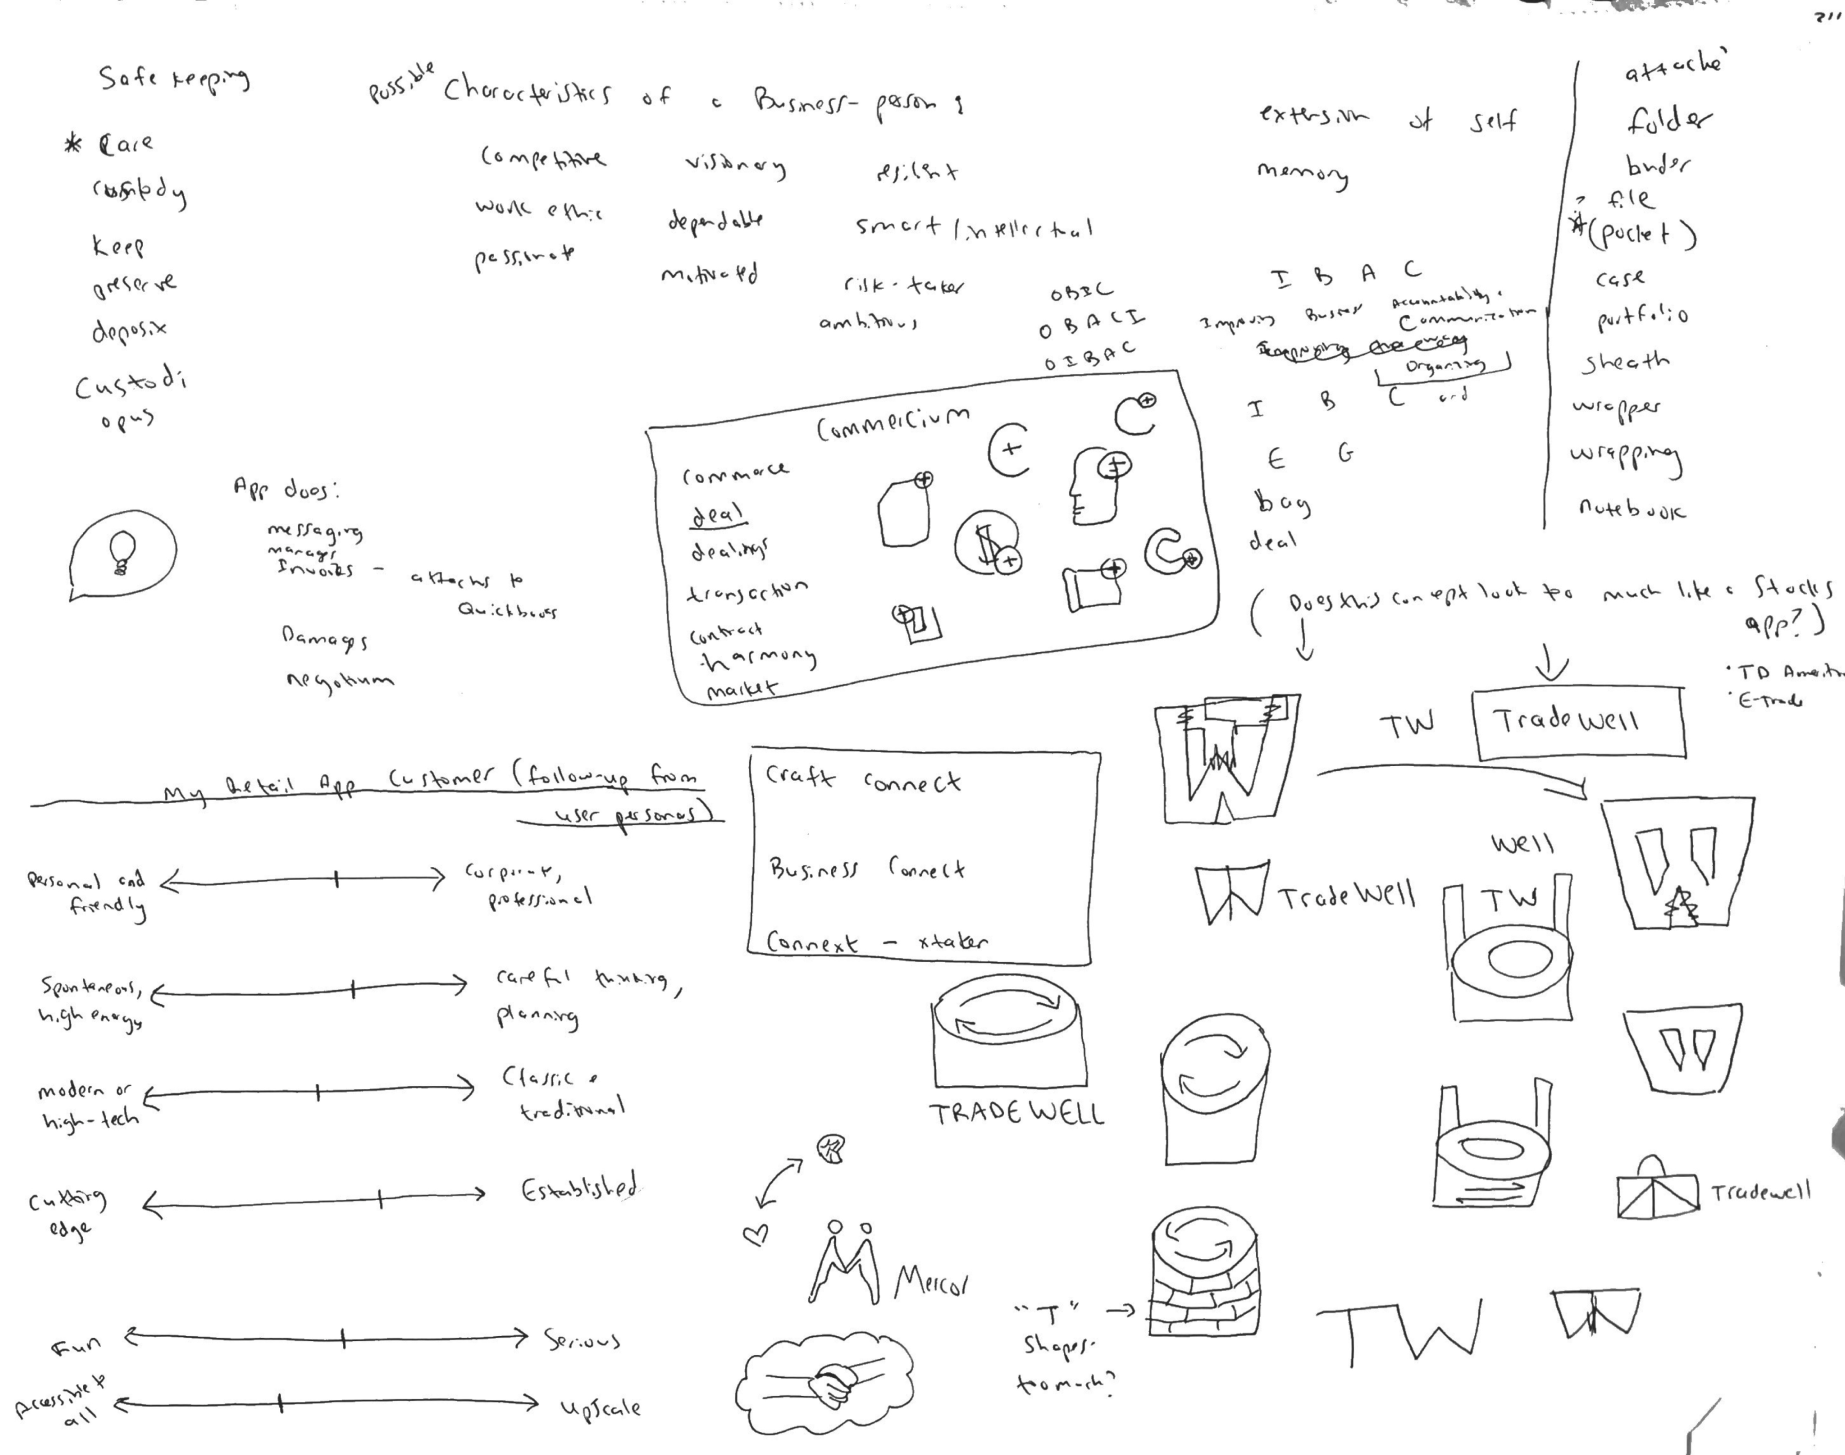 Safe keeping
* Care
custody
keep
preserve
deposit
Custodi
opus
possible Characteristics of a Business-person:
competitive
visionary
resilent
work ethic
dependable
smart/intellectual
passionate
motivated
risk-taker
ambitious
extension of self
memory
attache'
folder
binder
? file
*(pocket)
case
portfolio
sheath
wrapper
wrapping
notebook
OBIC
OBACI
OIBAC
I B A C
Improving Business Accountability &
Communication
Organizing
I B C ord
E G
bag
deal
App does:
messaging
manages
Invoices - attaches to
Quickbooks
Damages
negotium
Commercium
commerce
deal
dealings
transaction
contract
harmony
market
$
(Does this concept look too much like a Stocks
app?)
• TD Ameritr
• E-Trade
TW
TradeWell
My Retail App Customer (follow-up from
user personas)
personal and
friendly
corporate,
professional
Spontaneous,
high energy
careful thinking,
planning
modern or
high-tech
Classic &
traditional
Cutting
edge
Established
Fun
Serious
Accessible to
all
UpScale
Craft connect
Business Connect
Connext - xtaker
TradeWell
Well
TW
TRADEWELL
Tradewell
Mercor
"T"
Shapes-
too much?
TW